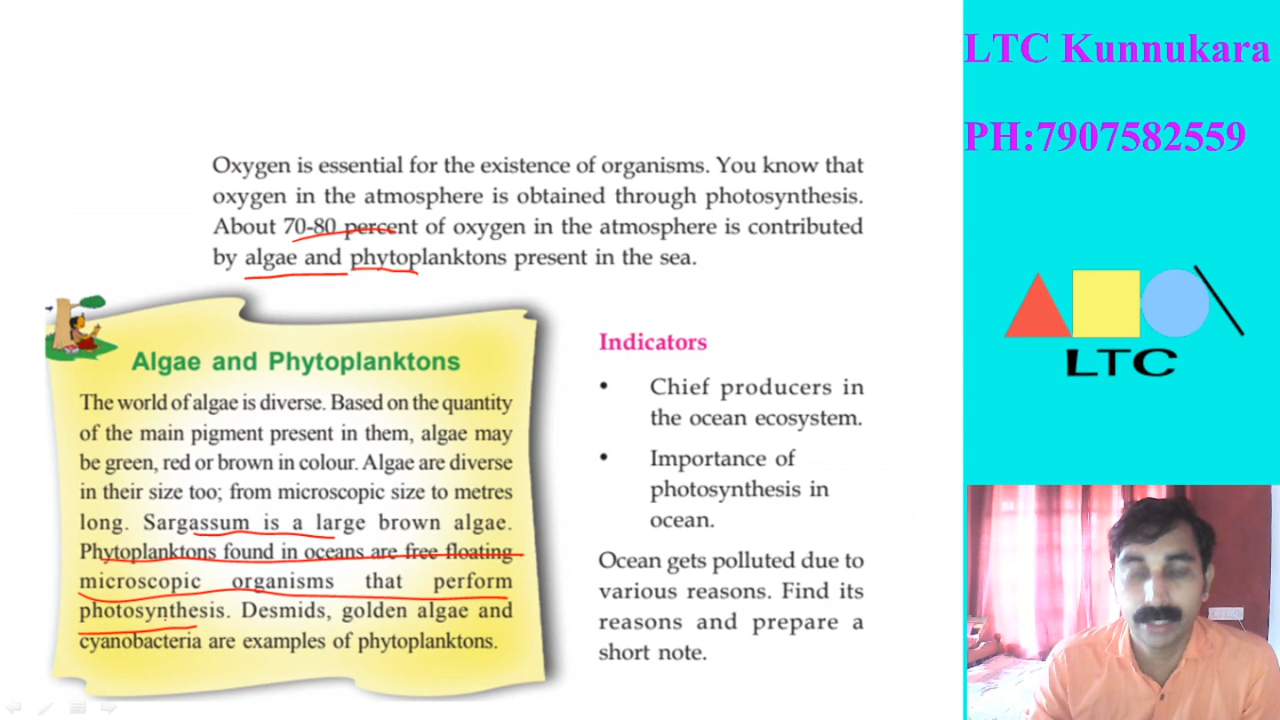 Oxygen is essential for the existence of organisms. You know that
oxygen in the atmosphere is obtained through photosynthesis.
About 70-80 percent of oxygen in the atmosphere is contributed
by algae and phytoplanktons present in the sea.
Algae and Phytoplanktons
The world of algae is diverse. Based on the quantity
of the main pigment present in them, algae may
be green, red or brown in colour. Algae are diverse
in their size too; from microscopic size to metres
long. Sargassum is a large brown algae.
Phytoplanktons found in oceans are free floating
microscopic organisms that perform
photosynthesis. Desmids, golden algae and
cyanobacteria are examples of phytoplanktons.
Indicators
• Chief producers in
the ocean ecosystem.
• Importance of
photosynthesis in
ocean.
Ocean gets polluted due to
various reasons. Find its
reasons and prepare a
short note.
LTC Kunnukara
PH:7907582559
LTC